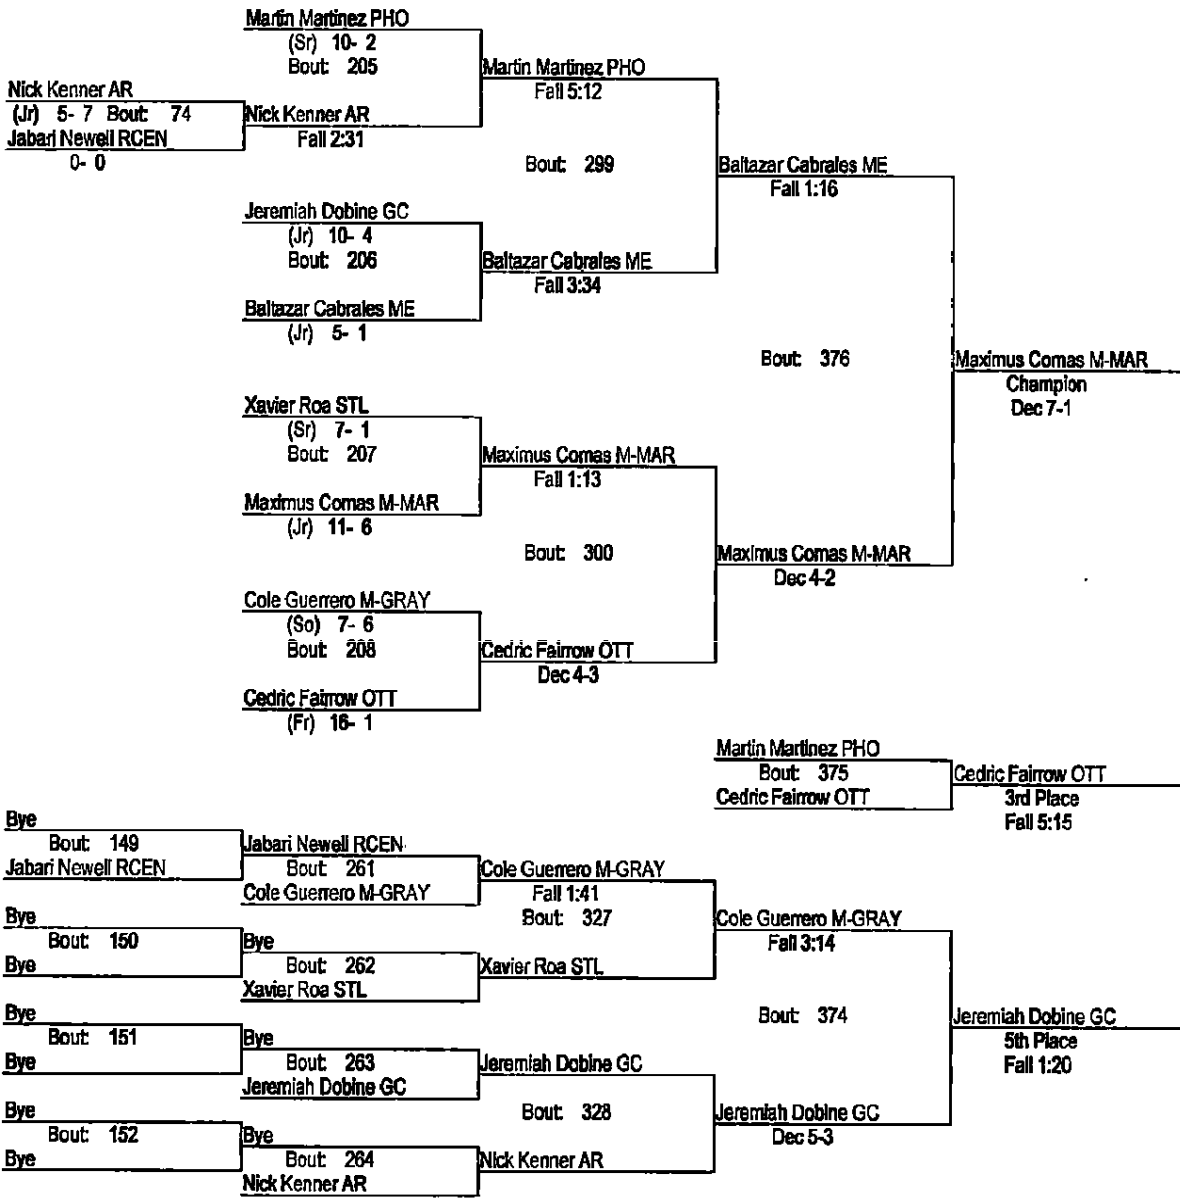 Martin Martinez PHO
(Sr) 10- 2
Bout: 205
Martin Martinez PHO
Fall 5:12
Nick Kenner AR
(Jr) 5- 7 Bout: 74
Nick Kenner AR
Fall 2:31
Jabari Newell RCEN
0- 0
Bout: 299
Baltazar Cabrales ME
Fall 1:16
Jeremiah Dobine GC
(Jr) 10- 4
Bout: 206
Baltazar Cabrales ME
Fall 3:34
Baltazar Cabrales ME
(Jr) 5- 1
Bout: 376
Maximus Comas M-MAR
Champion
Dec 7-1
Xavier Roa STL
(Sr) 7- 1
Bout: 207
Maximus Comas M-MAR
Fall 1:13
Maximus Comas M-MAR
(Jr) 11- 6
Bout: 300
Maximus Comas M-MAR
Dec 4-2
Cole Guerrero M-GRAY
(So) 7- 6
Bout: 208
Cedric Fairrow OTT
Dec 4-3
Cedric Fairrow OTT
(Fr) 16- 1
Martin Martinez PHO
Bout: 375
Cedric Fairrow OTT
Cedric Fairrow OTT
3rd Place
Fall 5:15
Bye
Bout: 149
Jabari Newell RCEN
Jabari Newell RCEN
Bout: 261
Cole Guerrero M-GRAY
Cole Guerrero M-GRAY
Fall 1:41
Bout: 327
Cole Guerrero M-GRAY
Fall 3:14
Bye
Bout: 150
Bye
Bye
Bout: 262
Xavier Roa STL
Xavier Roa STL
Bout: 374
Jeremiah Dobine GC
5th Place
Fall 1:20
Bye
Bout: 151
Bye
Bye
Bout: 263
Jeremiah Dobine GC
Jeremiah Dobine GC
Bout: 328
Jeremiah Dobine GC
Dec 5-3
Bye
Bout: 152
Bye
Bye
Bout: 264
Nick Kenner AR
Nick Kenner AR